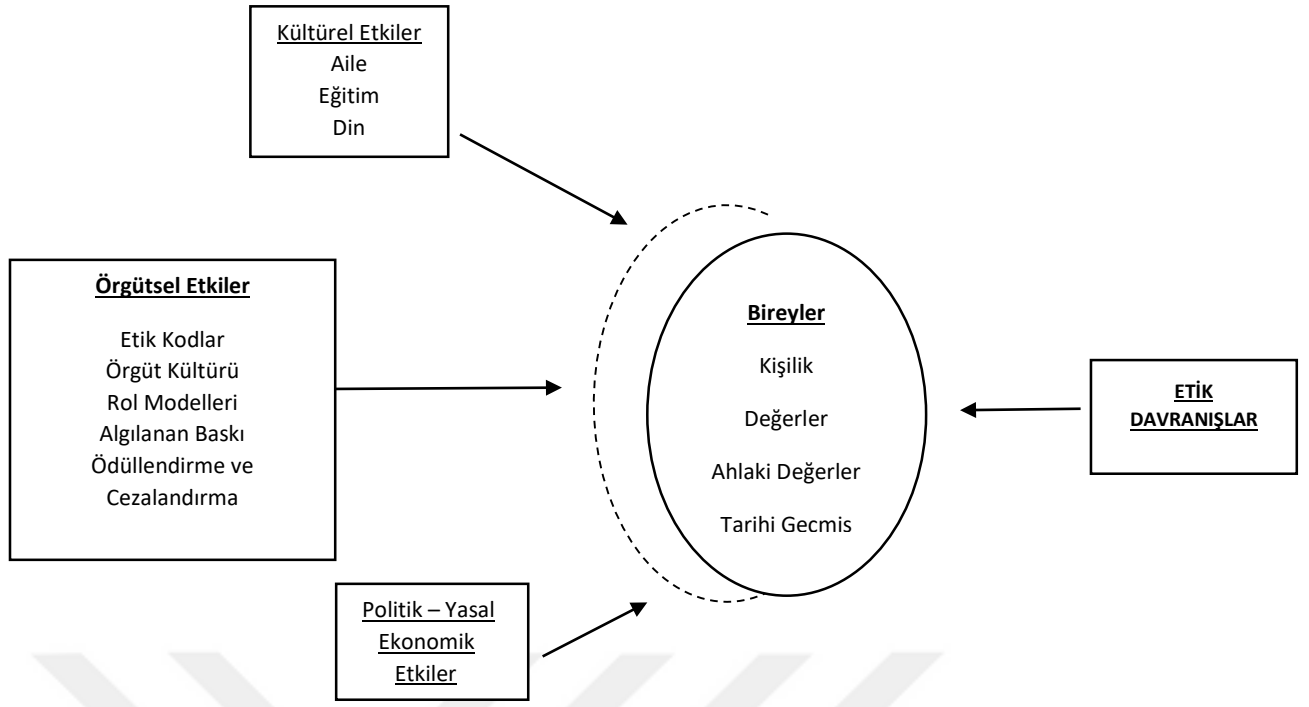 Kültürel Etkiler
Aile
Eğitim
Din
Örgütsel Etkiler
Etik Kodlar
Örgüt Kültürü
Rol Modelleri
Algılanan Baskı
Ödüllendirme ve
Cezalandırma
Bireyler
Kişilik
Değerler
Ahlaki Değerler
Tarihi Gecmis
ETİK
DAVRANIŞLAR
Politik – Yasal
Ekonomik
Etkiler